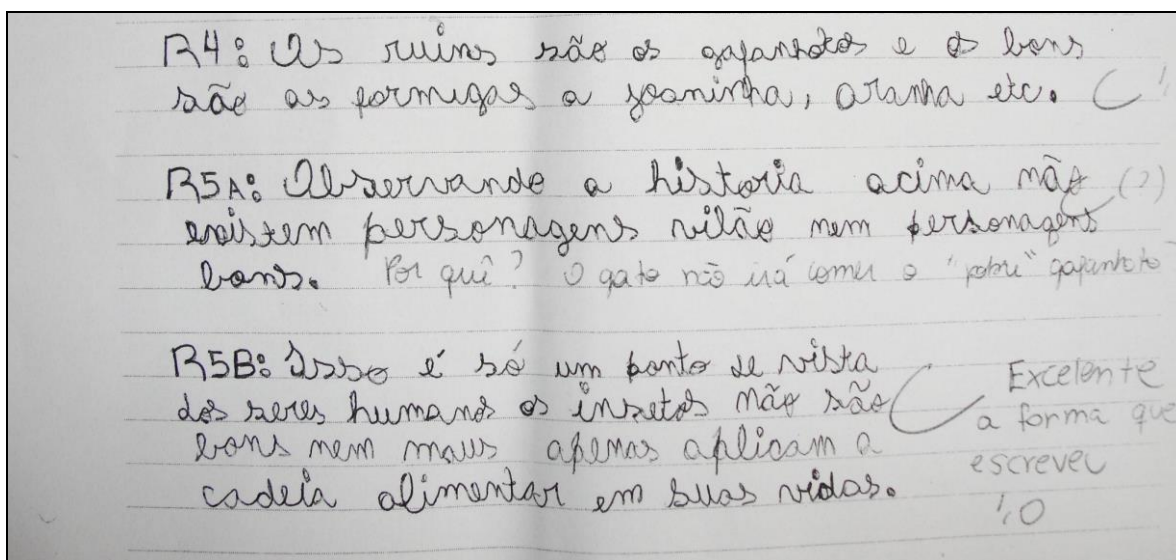 R4: Os ruins são os gafanhotos e os bons
são as formigas a joaninha, aranha etc. C
R5A: Observando a historia acima não (?)
existem personagens vilão nem personagens
bons. Por quê? O gato não irá comer o "pobre" gafanhoto
R5B: Isso é só um ponto de vista
dos seres humanos os insetos não são C Excelente
bons nem maus apenas aplicam a a forma que
cadeia alimentar em suas vidas. escreveu
1,0